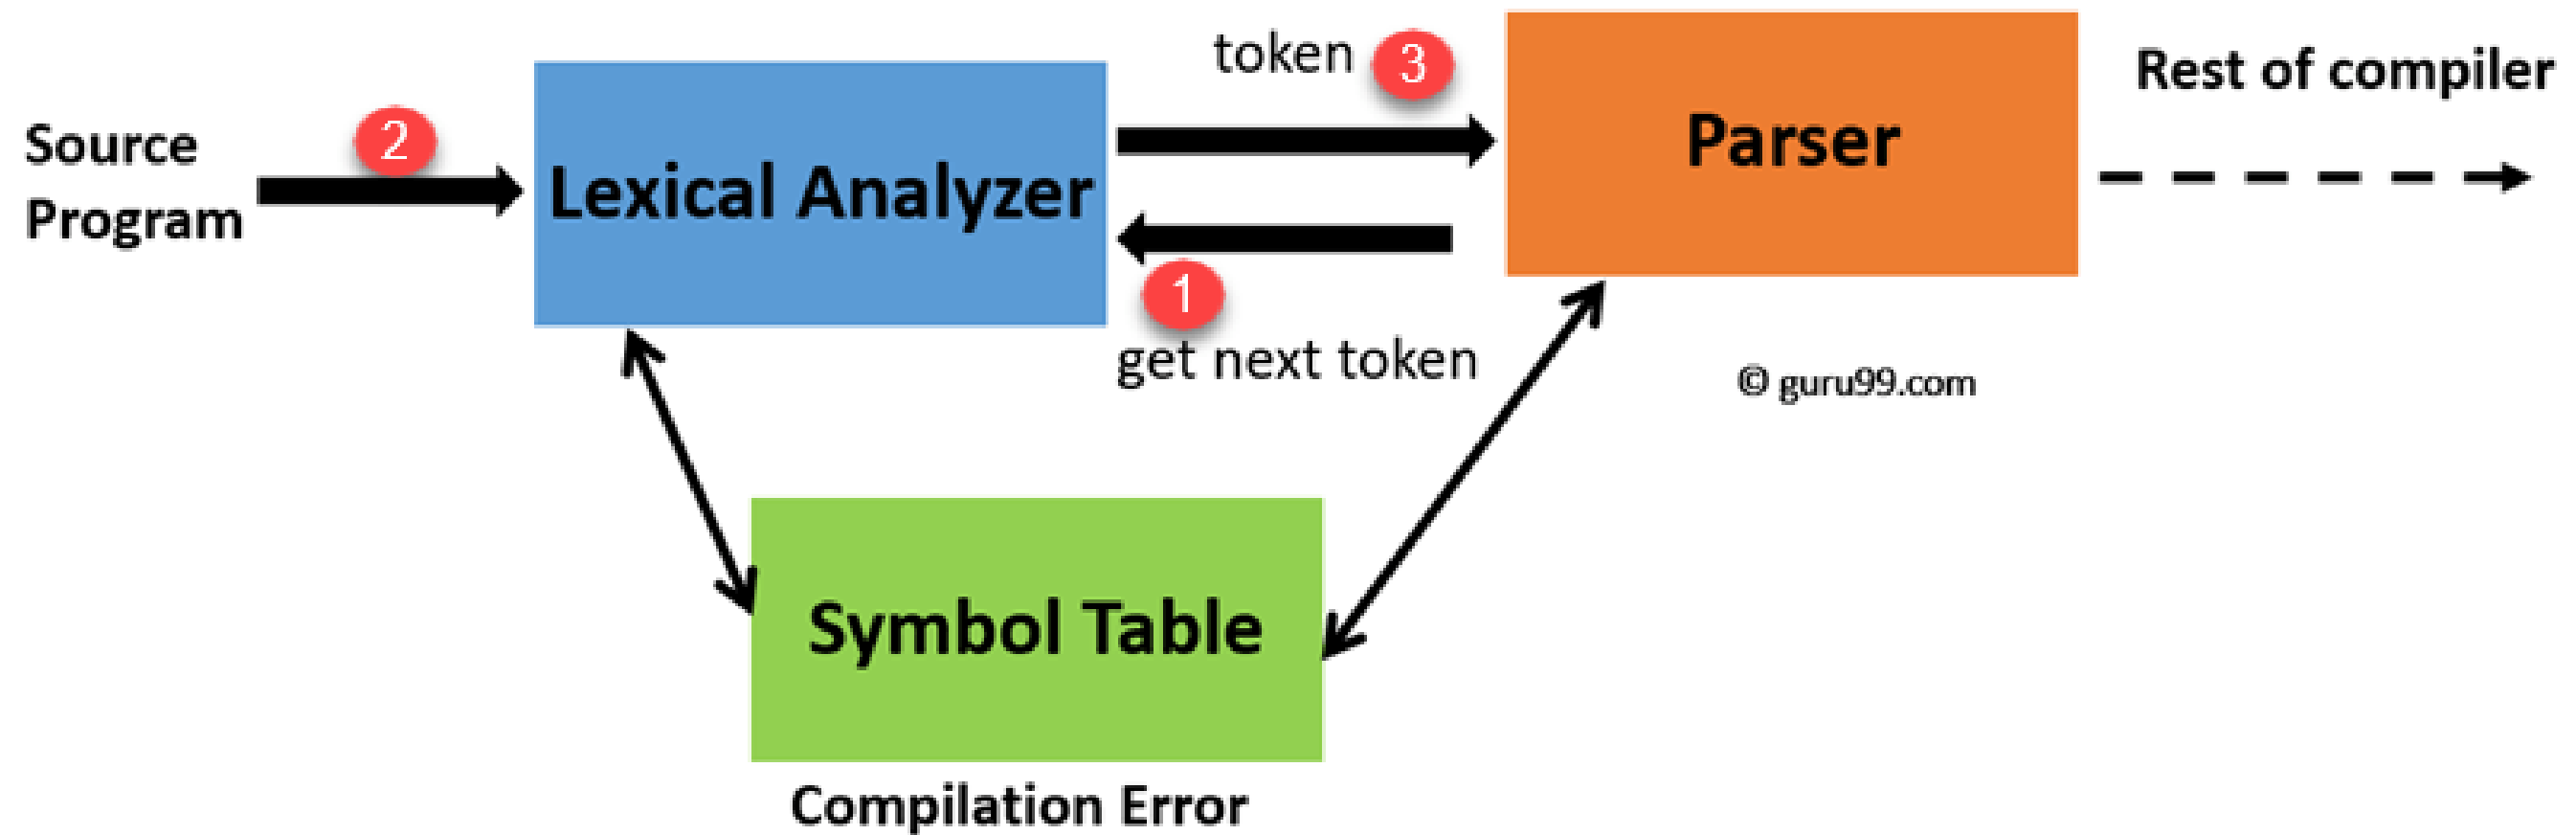 Source
Program
2
Lexical Analyzer
token
3
1
get next token
Parser
Rest of compiler
© guru99.com
Symbol Table
Compilation Error